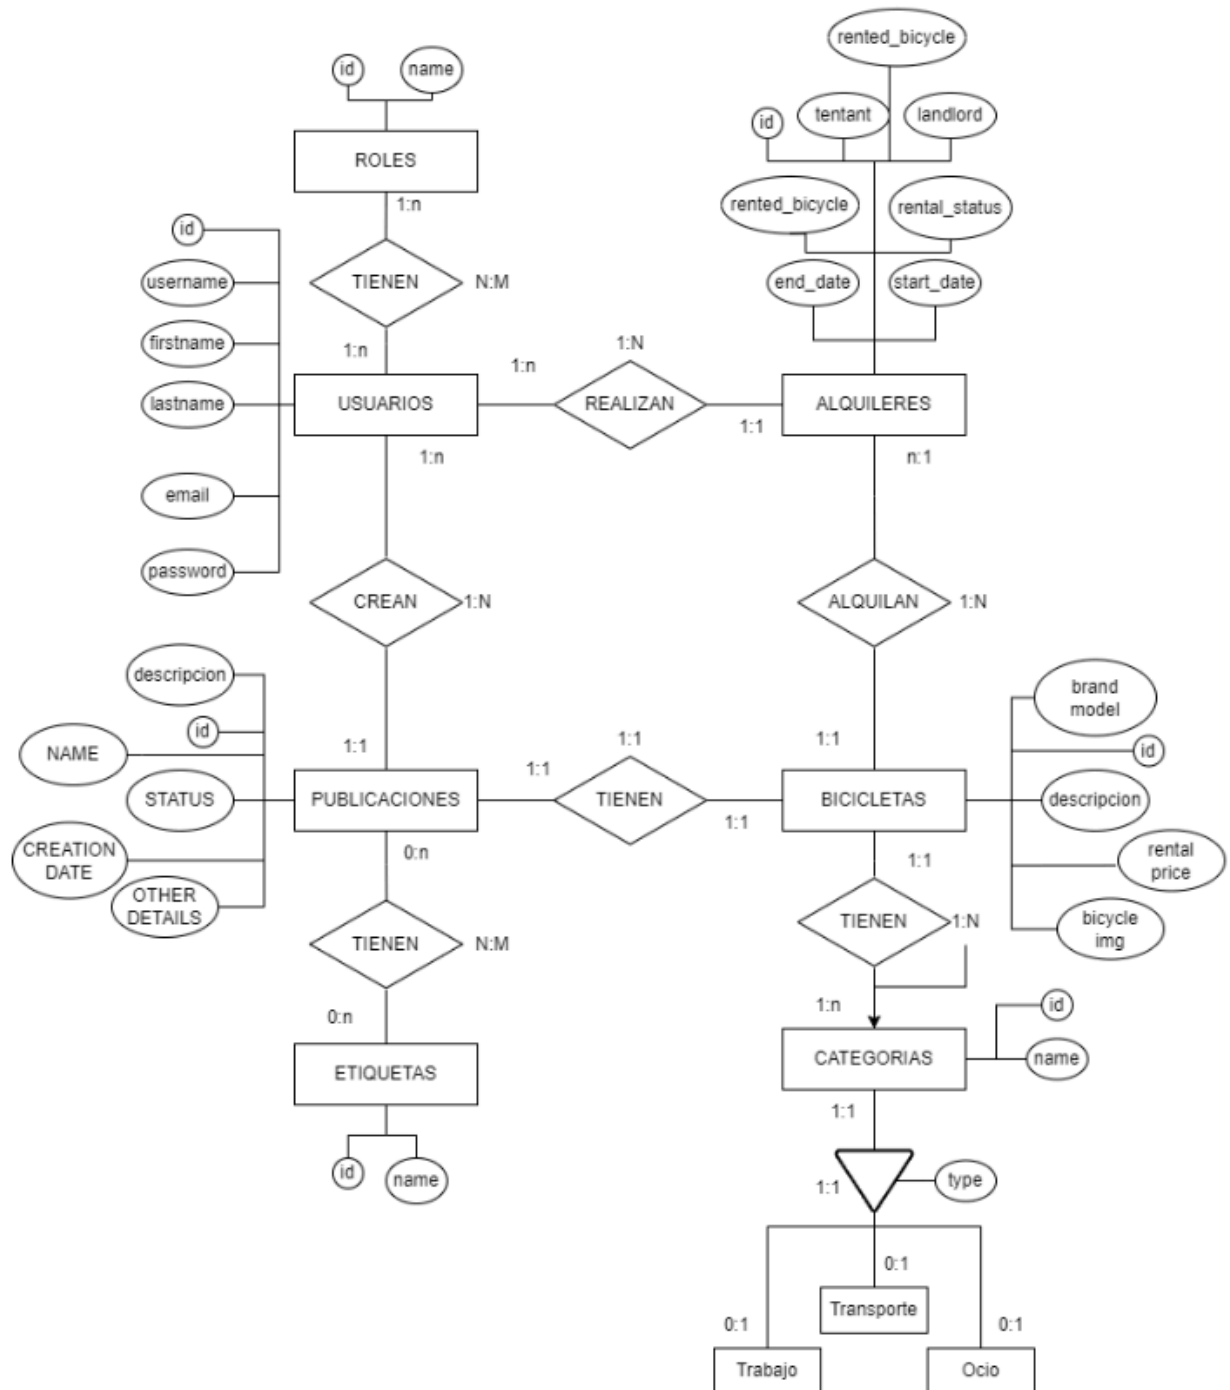 rented_bicycle
id
name
id
tentant
landlord
ROLES
1:n
rented_bicycle
rental_status
id
username
TIENEN
N:M
end_date
start_date
firstname
1:n
1:n
1:N
lastname
USUARIOS
REALIZAN
ALQUILERES
1:1
1:n
n:1
email
password
CREAN
1:N
ALQUILAN
1:N
descripcion
brand
model
id
NAME
1:1
1:1
1:1
1:1
id
STATUS
PUBLICACIONES
TIENEN
BICICLETAS
descripcion
1:1
CREATION
DATE
0:n
1:1
rental
price
OTHER
DETAILS
TIENEN
N:M
TIENEN
1:N
bicycle
img
0:n
1:n
id
ETIQUETAS
CATEGORIAS
name
1:1
id
name
1:1
type
0:1
Transporte
0:1
0:1
Trabajo
Ocio